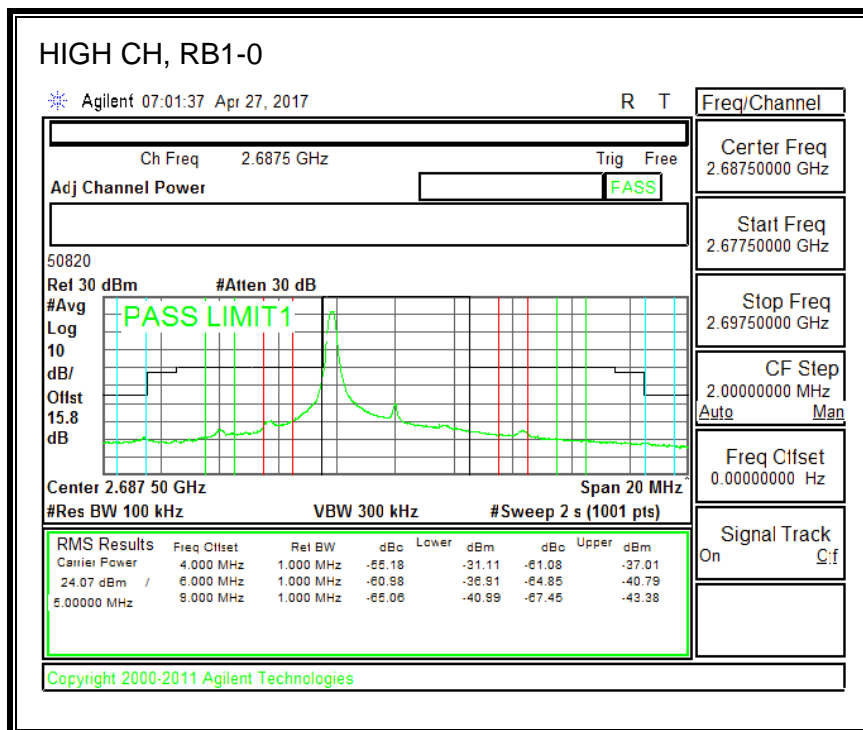 HIGH CH, RB1-0
Agilent 07:01:37 Apr 27, 2017 R T
Freq/Channel
Ch Freq 2.6875 GHz Trig Free
Adj Channel Power PASS
Center Freq
2.68750000 GHz
Start Freq
2.67750000 GHz
Stop Freq
2.69750000 GHz
CF Step
2.00000000 MHz
Auto Man
Freq Offset
0.00000000 Hz
Signal Track
On Off
50820
Ref 30 dBm #Atten 30 dB
#Avg
Log
10
dB/
Offst
15.8
dB
PASS LIMIT1
Center 2.687 50 GHz Span 20 MHz
#Res BW 100 kHz VBW 300 kHz #Sweep 2 s (1001 pts)
RMS Results Freq Offset Ref BW dBc Lower dBm dBc Upper dBm
Carrier Power 4.000 MHz 1.000 MHz -55.18 -31.11 -61.08 -37.01
24.07 dBm / 6.000 MHz 1.000 MHz -60.98 -36.91 -64.85 -40.79
5.00000 MHz 9.000 MHz 1.000 MHz -65.06 -40.99 -67.45 -43.38
Copyright 2000-2011 Agilent Technologies